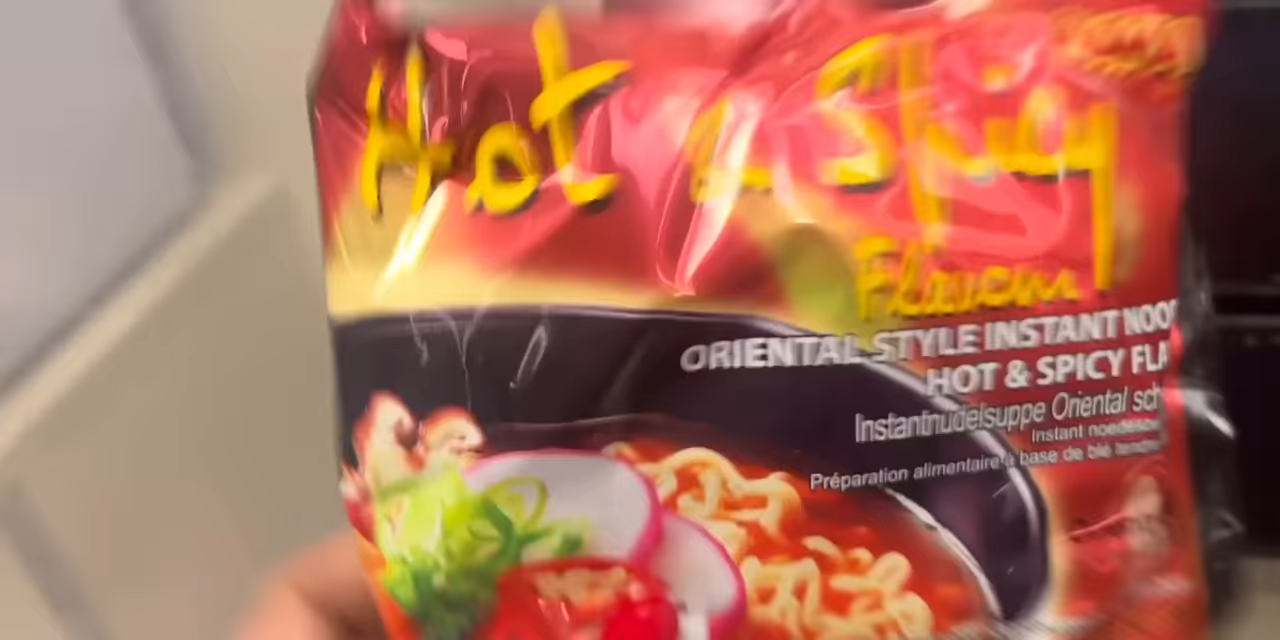 Hot & Spicy
Flavour
ORIENTAL STYLE INSTANT NOO
HOT & SPICY FLA
Instantnudelsuppe Oriental sch
Instant noedeso
Préparation alimentaire à base de blé tendre